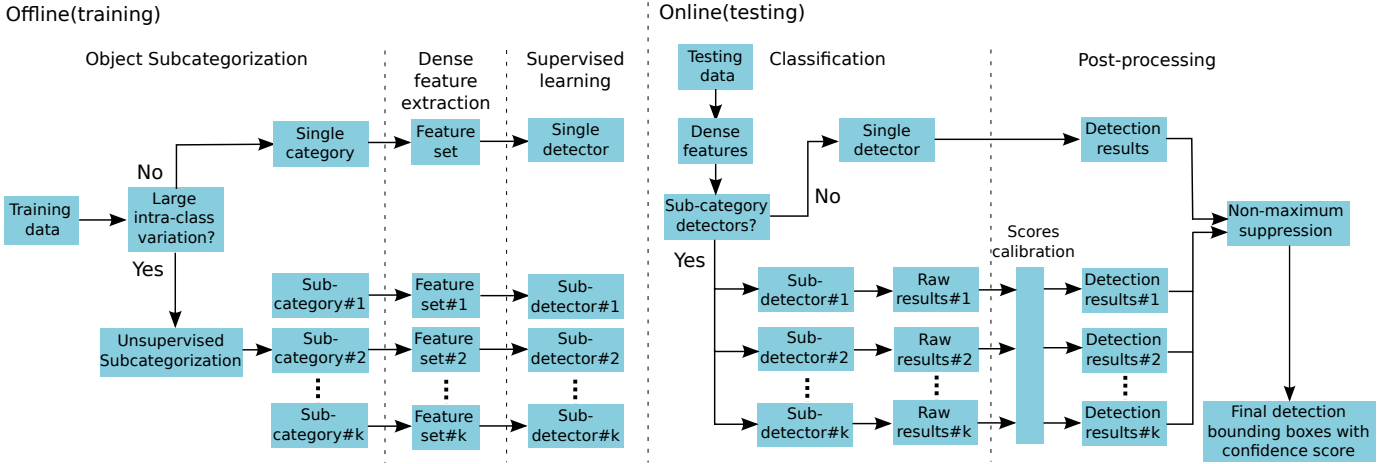 Offline(training)
Object Subcategorization
Dense
feature
extraction
Supervised
learning
Single
category
Feature
set
Single
detector
No
Training
data
Large
intra-class
variation?
Yes
Unsupervised
Subcategorization
Sub-
category#1
Feature
set#1
Sub-
detector#1
Sub-
category#2
Feature
set#2
Sub-
detector#2
Sub-
category#k
Feature
set#k
Sub-
detector#k
Online(testing)
Testing
data
Classification
Post-processing
Dense
features
Single
detector
Detection
results
Sub-category
detectors?
No
Yes
Scores
calibration
Non-maximum
suppression
Sub-
detector#1
Raw
results#1
Detection
results#1
Sub-
detector#2
Raw
results#2
Detection
results#2
Sub-
detector#k
Raw
results#k
Detection
results#k
Final detection
bounding boxes with
confidence score